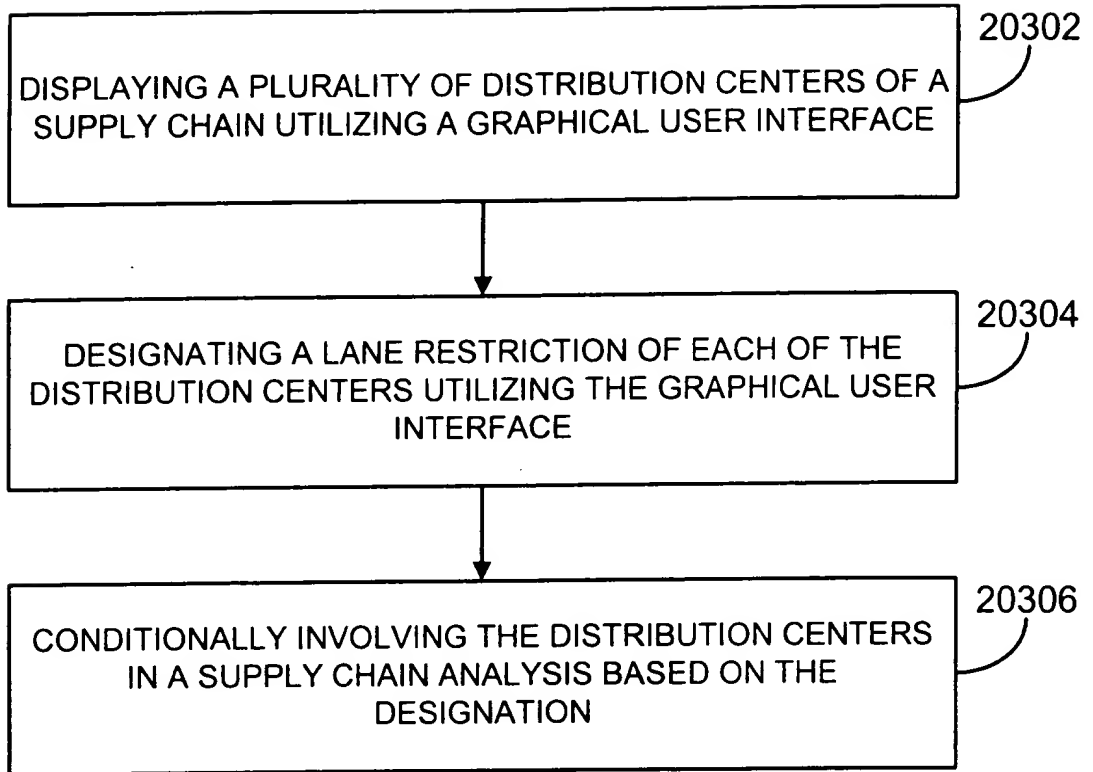 20302
DISPLAYING A PLURALITY OF DISTRIBUTION CENTERS OF A
SUPPLY CHAIN UTILIZING A GRAPHICAL USER INTERFACE
20304
DESIGNATING A LANE RESTRICTION OF EACH OF THE
DISTRIBUTION CENTERS UTILIZING THE GRAPHICAL USER
INTERFACE
20306
CONDITIONALLY INVOLVING THE DISTRIBUTION CENTERS
IN A SUPPLY CHAIN ANALYSIS BASED ON THE
DESIGNATION